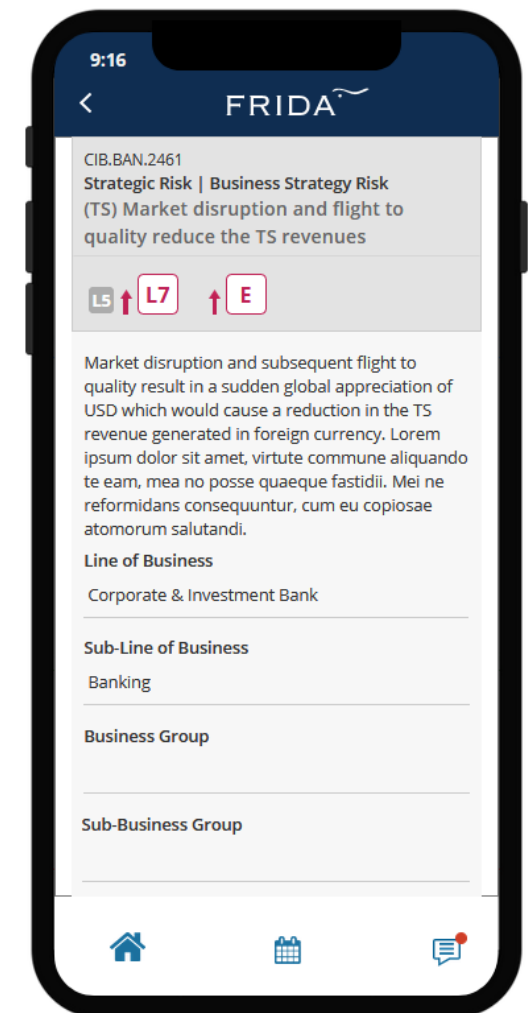 9:16
FRIDA
CIB.BAN.2461
Strategic Risk | Business Strategy Risk
(TS) Market disruption and flight to
quality reduce the TS revenues
L5 L7 E
Market disruption and subsequent flight to
quality result in a sudden global appreciation of
USD which would cause a reduction in the TS
revenue generated in foreign currency. Lorem
ipsum dolor sit amet, virtute commune aliquando
te eam, mea no posse quaeque fastidii. Mei ne
reformidans consequuntur, cum eu copiosae
atomorum salutandi.
Line of Business
Corporate & Investment Bank
Sub-Line of Business
Banking
Business Group
Sub-Business Group